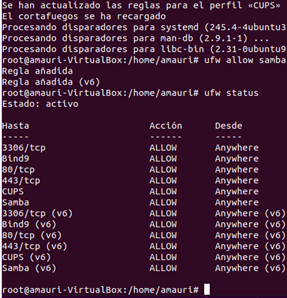 Se han actualizado las reglas para el perfil «CUPS»
El cortafuegos se ha recargado
Procesando disparadores para systemd (245.4-4ubuntu3
Procesando disparadores para man-db (2.9.1-1) ...
Procesando disparadores para libc-bin (2.31-0ubuntu9
root@amauri-VirtualBox:/home/amauri# ufw allow samba
Regla añadida
Regla añadida (v6)
root@amauri-VirtualBox:/home/amauri# ufw status
Estado: activo
Hasta Acción Desde
----- ------ -----
3306/tcp ALLOW Anywhere
Bind9 ALLOW Anywhere
80/tcp ALLOW Anywhere
443/tcp ALLOW Anywhere
CUPS ALLOW Anywhere
Samba ALLOW Anywhere
3306/tcp (v6) ALLOW Anywhere (v6)
Bind9 (v6) ALLOW Anywhere (v6)
80/tcp (v6) ALLOW Anywhere (v6)
443/tcp (v6) ALLOW Anywhere (v6)
CUPS (v6) ALLOW Anywhere (v6)
Samba (v6) ALLOW Anywhere (v6)
root@amauri-VirtualBox:/home/amauri#